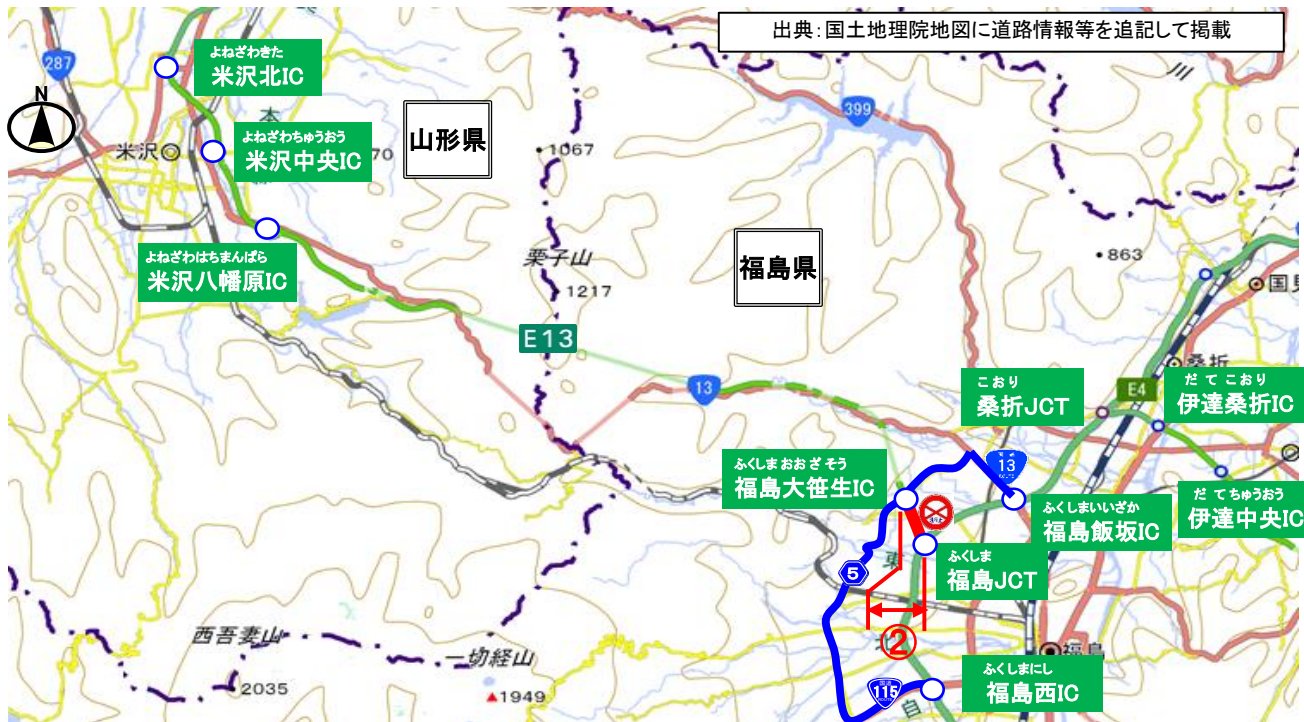 出典：国土地理院地図に道路情報等を追記して掲載
287
N
よねざわきた
米沢北IC
399
川
山形県
よねざわちゅうおう
米沢中央IC
米沢
本
70
1067
よねざわはちまんぱら
米沢八幡原IC
栗子山
1217
福島県
863
国見
E13
13
桑折
E4
こおり
桑折JCT
だてこおり
伊達桑折IC
ふくしまおおざそう
福島大笹生IC
13
ふくしまいいざか
福島飯坂IC
だてちゅうおう
伊達中央IC
東
ふくしま
福島JCT
5
②
北
福島
西吾妻山
2035
一切経山
1949
ふくしまにし
福島西IC
115
自